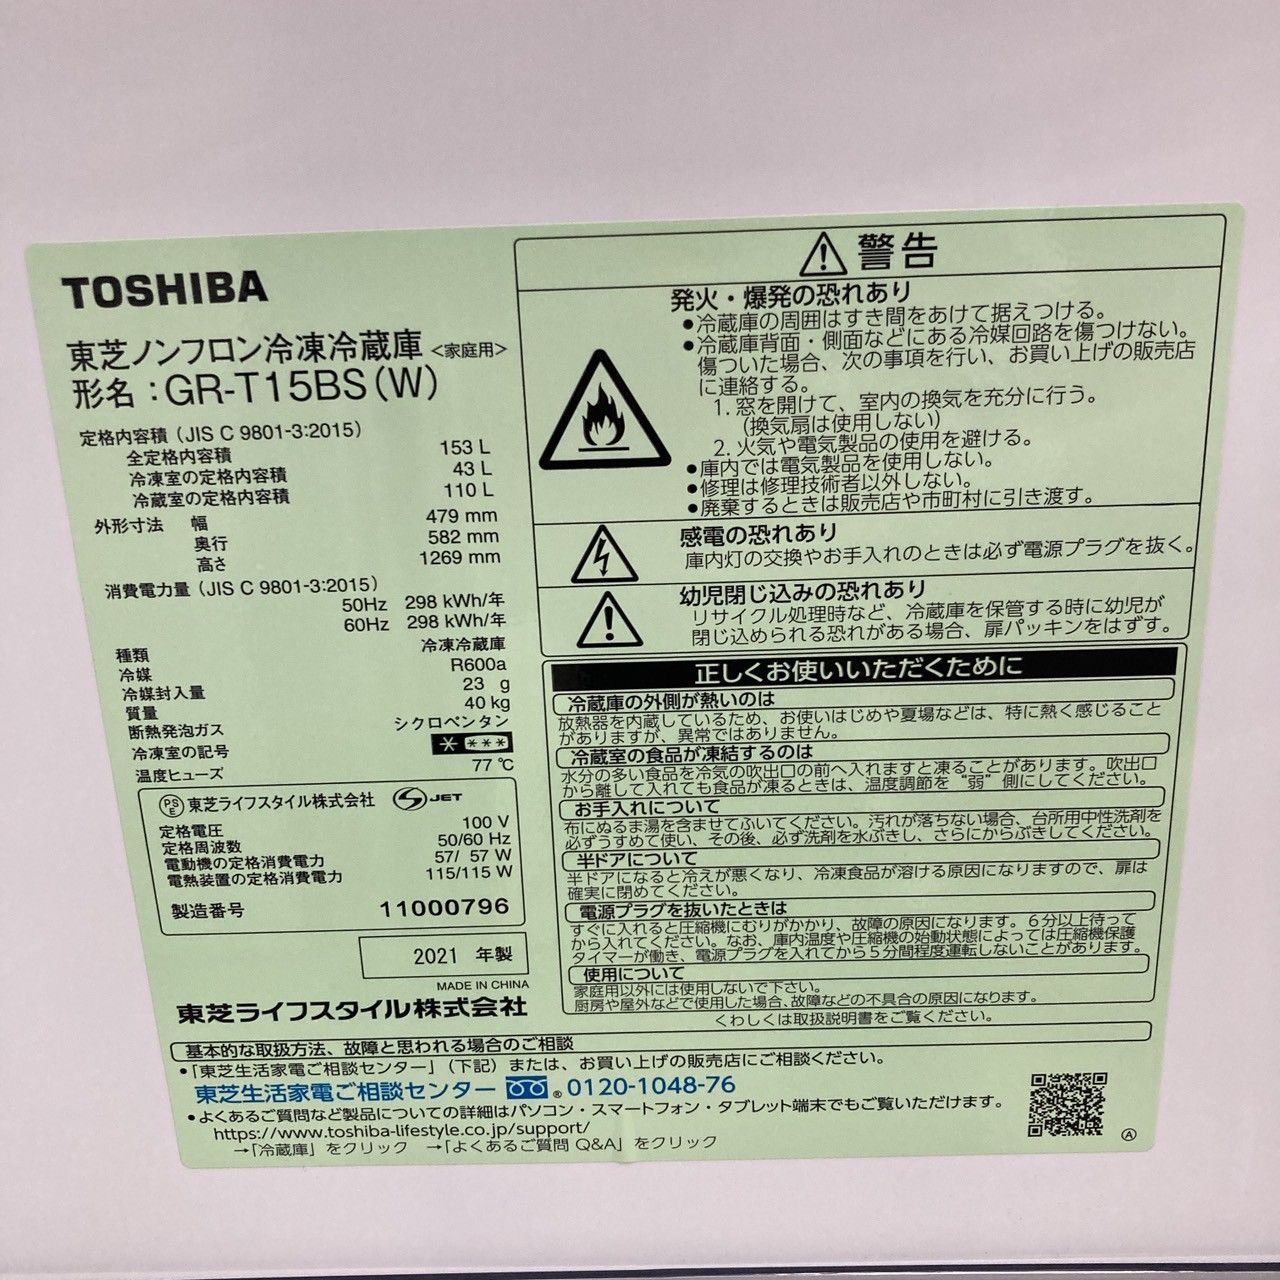 TOSHIBA
東芝ノンフロン冷凍冷蔵庫 <家庭用>
形名：GR-T15BS(W)
定格内容積 (JIS C 9801-3:2015)
全定格内容積 153 L
冷凍室の定格内容積 43 L
冷蔵室の定格内容積 110 L
外形寸法 幅 479 mm
奥行 582 mm
高さ 1269 mm
消費電力量 (JIS C 9801-3:2015)
50Hz 298 kWh/年
60Hz 298 kWh/年
種類 冷凍冷蔵庫
冷媒 R600a
冷媒封入量 23 g
質量 40 kg
断熱発泡ガス シクロペンタン
冷凍室の記号 * ***
温度ヒューズ 77 ℃
PSE 東芝ライフスタイル株式会社 JET
定格電圧 100 V
定格周波数 50/60 Hz
電動機の定格消費電力 57/ 57 W
電熱装置の定格消費電力 115/115 W
製造番号 11000796
2021 年製
MADE IN CHINA
東芝ライフスタイル株式会社
警告
発火・爆発の恐れあり
●冷蔵庫の周囲はすき間をあけて据えつける。
●冷蔵庫背面・側面などにある冷媒回路を傷つけない。
傷ついた場合、次の事項を行い、お買い上げの販売店
に連絡する。
1. 窓を開けて、室内の換気を充分に行う。
(換気扇は使用しない)
2. 火気や電気製品の使用を避ける。
●庫内では電気製品を使用しない。
●修理は修理技術者以外しない。
●廃棄するときは販売店や市町村に引き渡す。
感電の恐れあり
庫内灯の交換やお手入れのときは必ず電源プラグを抜く。
幼児閉じ込みの恐れあり
リサイクル処理時など、冷蔵庫を保管する時に幼児が
閉じ込められる恐れがある場合、扉パッキンをはずす。
正しくお使いいただくために
冷蔵庫の外側が熱いのは
放熱器を内蔵しているため、お使いはじめや夏場などは、特に熱く感じること
がありますが、異常ではありません。
冷蔵室の食品が凍結するのは
水分の多い食品を冷気の吹出口の前へ入れますと凍ることがあります。吹出口
から離して入れても食品が凍るときは、温度調節を“弱”側にしてください。
お手入れについて
布にぬるま湯を含ませてふいてください。汚れが落ちない場合、台所用中性洗剤を
必ずうすめて使い、その後、必ず洗剤を水ぶきし、さらにからぶきしてください。
半ドアについて
半ドアになると冷えが悪くなり、冷凍食品が溶ける原因になりますので、扉は
確実に閉めてください。
電源プラグを抜いたときは
すぐに入れると圧縮機にむりがかかり、故障の原因になります。6分以上待って
から入れてください。なお、庫内温度や圧縮機の始動状態によっては圧縮機保護
タイマーが働き、電源プラグを入れてから5分間程度運転しないことがあります。
使用について
家庭用以外には使用しないで下さい。
厨房や屋外などで使用した場合、故障などの不具合の原因になります。
くわしくは取扱説明書をご覧ください。
基本的な取扱方法、故障と思われる場合のご相談
•「東芝生活家電ご相談センター」（下記）または、お買い上げの販売店にご相談ください。
東芝生活家電ご相談センター ® 0120-1048-76
•よくあるご質問など製品についての詳細はパソコン・スマートフォン・タブレット端末でもご覧いただけます。
https://www.toshiba-lifestyle.co.jp/support/
→「冷蔵庫」をクリック →「よくあるご質問 Q&A」をクリック
Ⓐ